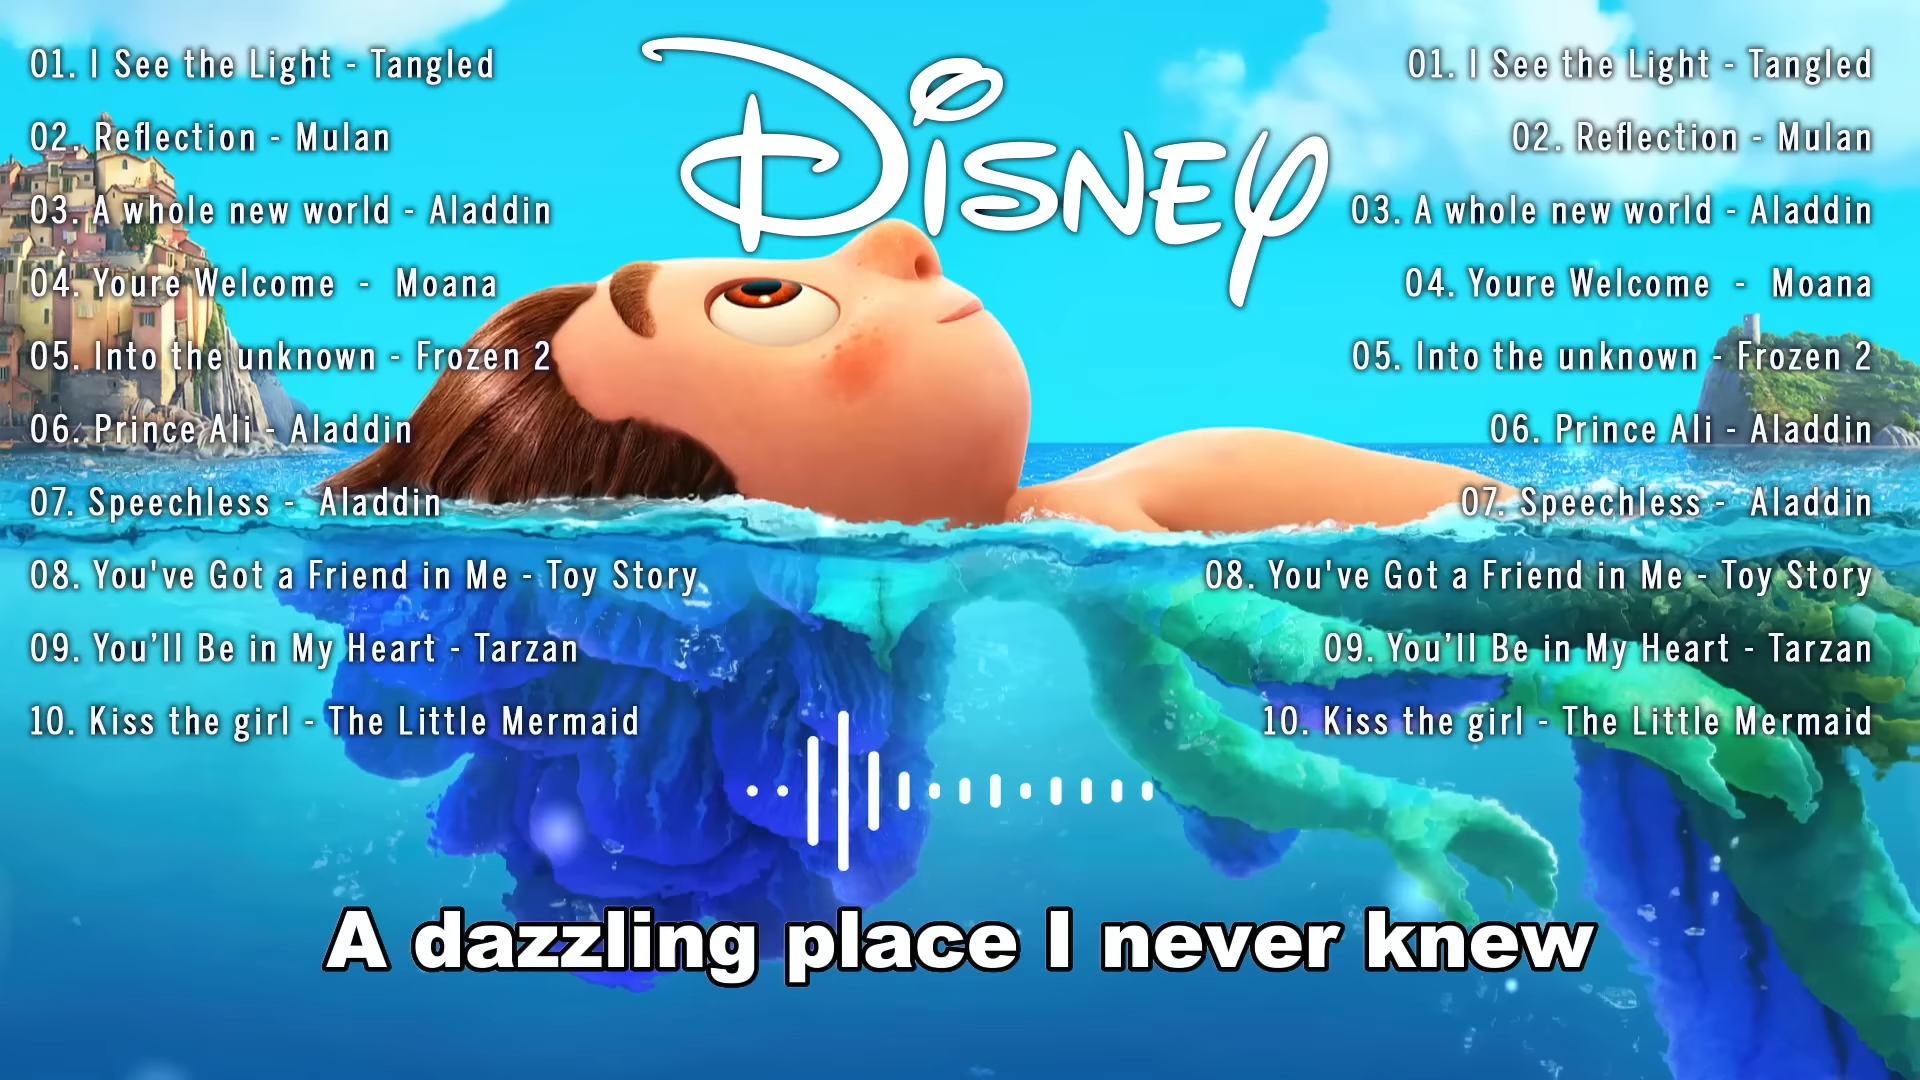 Disney
01. I See the Light - Tangled
02. Reflection - Mulan
03. A whole new world - Aladdin
04. Youre Welcome  -  Moana
05. Into the unknown - Frozen 2
06. Prince Ali - Aladdin
07. Speechless -  Aladdin
08. You've Got a Friend in Me - Toy Story
09. You’ll Be in My Heart - Tarzan
10. Kiss the girl - The Little Mermaid
01. I See the Light - Tangled
02. Reflection - Mulan
03. A whole new world - Aladdin
04. Youre Welcome  -  Moana
05. Into the unknown - Frozen 2
06. Prince Ali - Aladdin
07. Speechless -  Aladdin
08. You've Got a Friend in Me - Toy Story
09. You’ll Be in My Heart - Tarzan
10. Kiss the girl - The Little Mermaid
A dazzling place I never knew